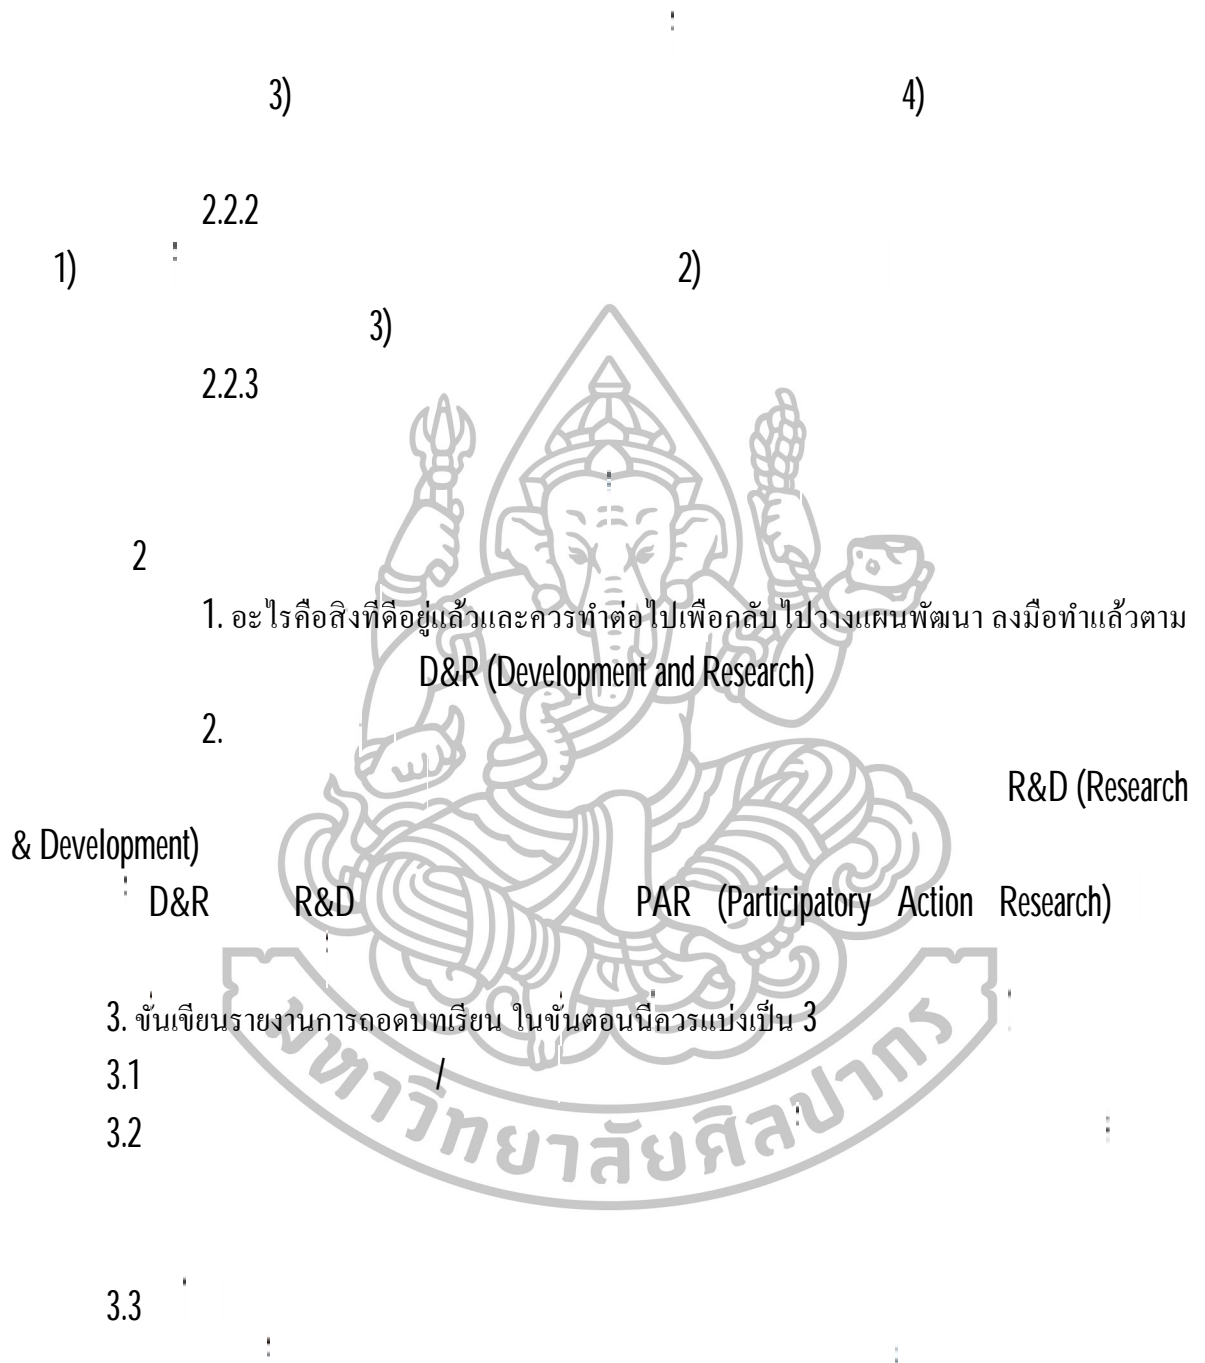 3) 4)
2.2.2
1) 2)
3)
2.2.3
2
1. อะไรคือสิงทีดีอยู่แล้วและควรทําต่อไปเพือกลับไปวางแผนพัฒนา ลงมือทําแล้วตาม
D&R (Development and Research)
2.
R&D (Research
& Development)
D&R R&D PAR (Participatory Action Research)
3. ขั่นเขียนรายงานการถอดบทเรียน ในขั่นตอนนี่ควรแบ่งเป็น 3
3.1 /
3.2
3.3
มหาวิทยาลัยศิลปากร